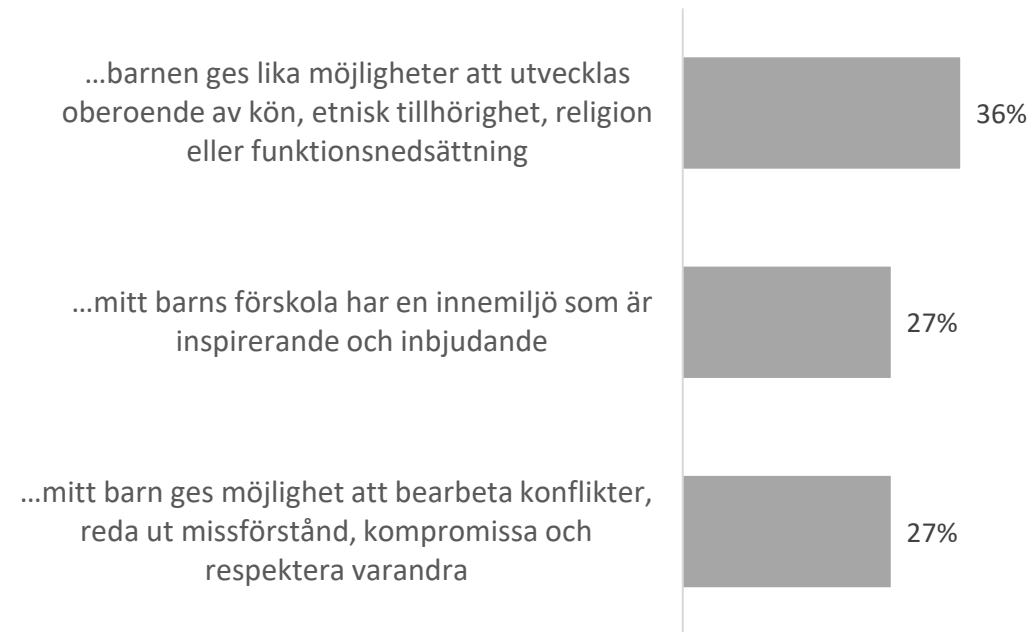 ...barnen ges lika möjligheter att utvecklas
oberoende av kön, etnisk tillhörighet, religion
eller funktionsnedsättning
36%
...mitt barns förskola har en innemiljö som är
inspirerande och inbjudande
27%
...mitt barn ges möjlighet att bearbeta konflikter,
reda ut missförstånd, kompromissa och
respektera varandra
27%